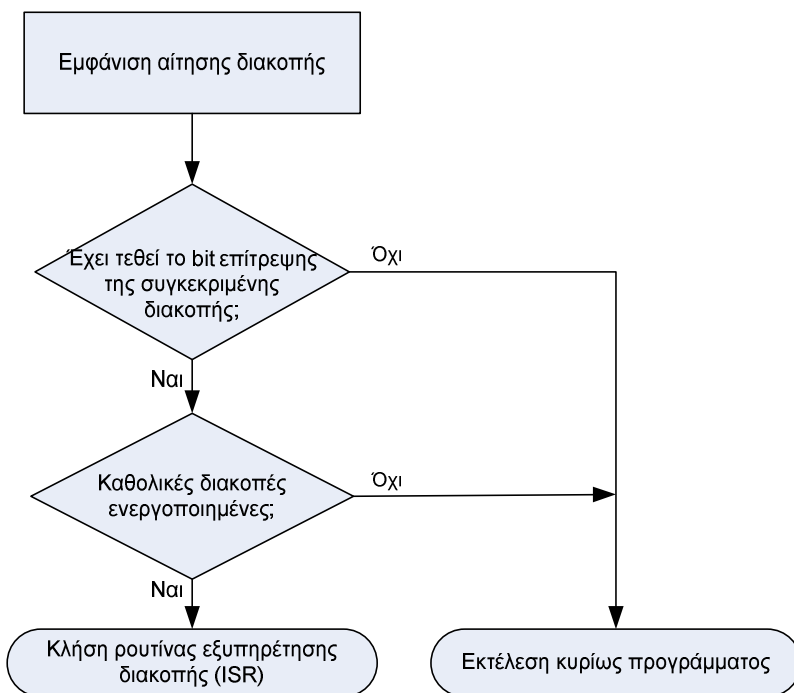 Εμφάνιση αίτησης διακοπής
Έχει τεθεί το bit επίτρεψης
της συγκεκριμένης
διακοπής;
Όχι
Ναι
Καθολικές διακοπές
ενεργοποιημένες;
Όχι
Ναι
Κλήση ρουτίνας εξυπηρέτησης
διακοπής (ISR)
Εκτέλεση κυρίως προγράμματος